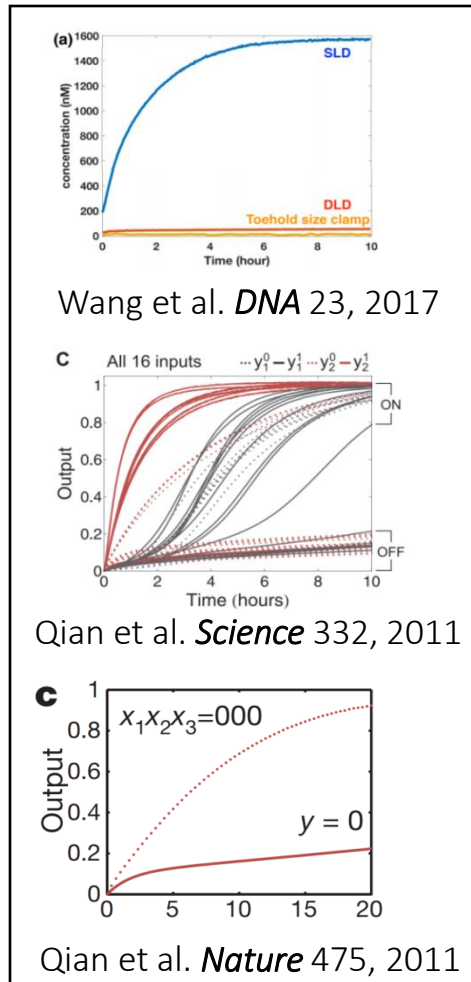 (a)
1600
1400
1200
1000
800
600
400
200
0
concentration (nM)
SLD
DLD
Toehold size clamp
0 2 4 6 8 10
Time (hour)
Wang et al. DNA 23, 2017
C All 16 inputs y₁⁰ y₁¹ y₂⁰ y₂¹
1
0.8
0.6
0.4
0.2
0
Output
ON
OFF
0 2 4 6 8 10
Time (hours)
Qian et al. Science 332, 2011
c
1
0.8
0.6
0.4
0.2
0
Output
x₁x₂x₃=000
y = 0
0 5 10 15 20
Qian et al. Nature 475, 2011